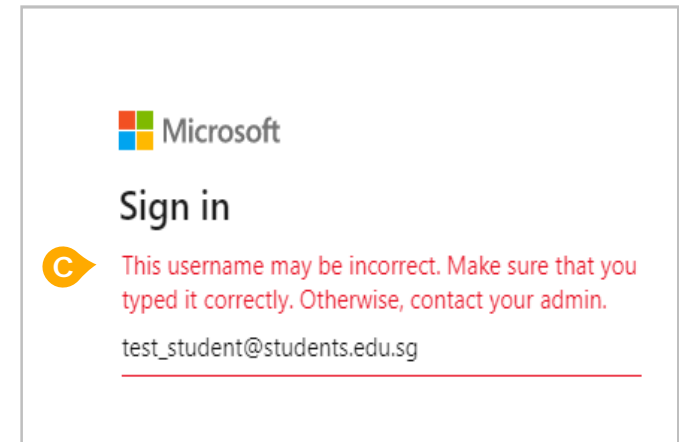 Microsoft
Sign in
C
This username may be incorrect. Make sure that you
typed it correctly. Otherwise, contact your admin.
test_student@students.edu.sg